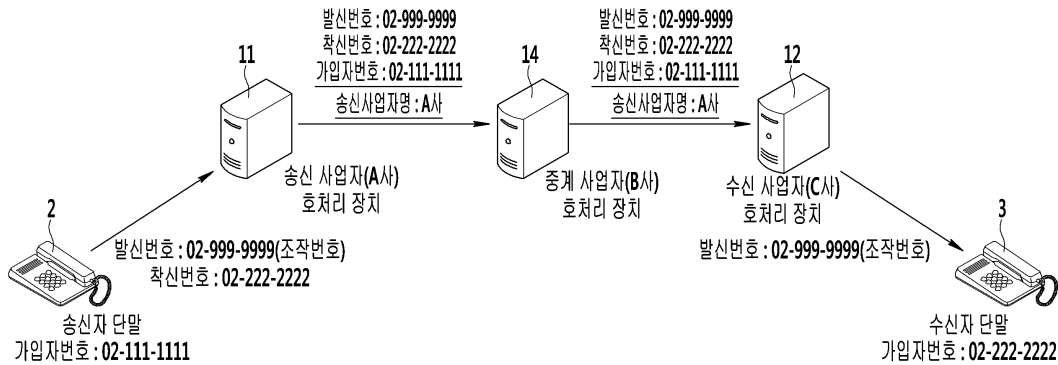 발신번호 : 02-999-9999
착신번호 : 02-222-2222
가입자번호 : 02-111-1111
송신사업자명 : A사
발신번호 : 02-999-9999
착신번호 : 02-222-2222
가입자번호 : 02-111-1111
송신사업자명 : A사
11
14
12
송신 사업자(A사)
호처리 장치
중계 사업자(B사)
호처리 장치
수신 사업자(C사)
호처리 장치
2
발신번호 : 02-999-9999(조작번호)
착신번호 : 02-222-2222
발신번호 : 02-999-9999(조작번호)
3
송신자 단말
가입자번호 : 02-111-1111
수신자 단말
가입자번호 : 02-222-2222